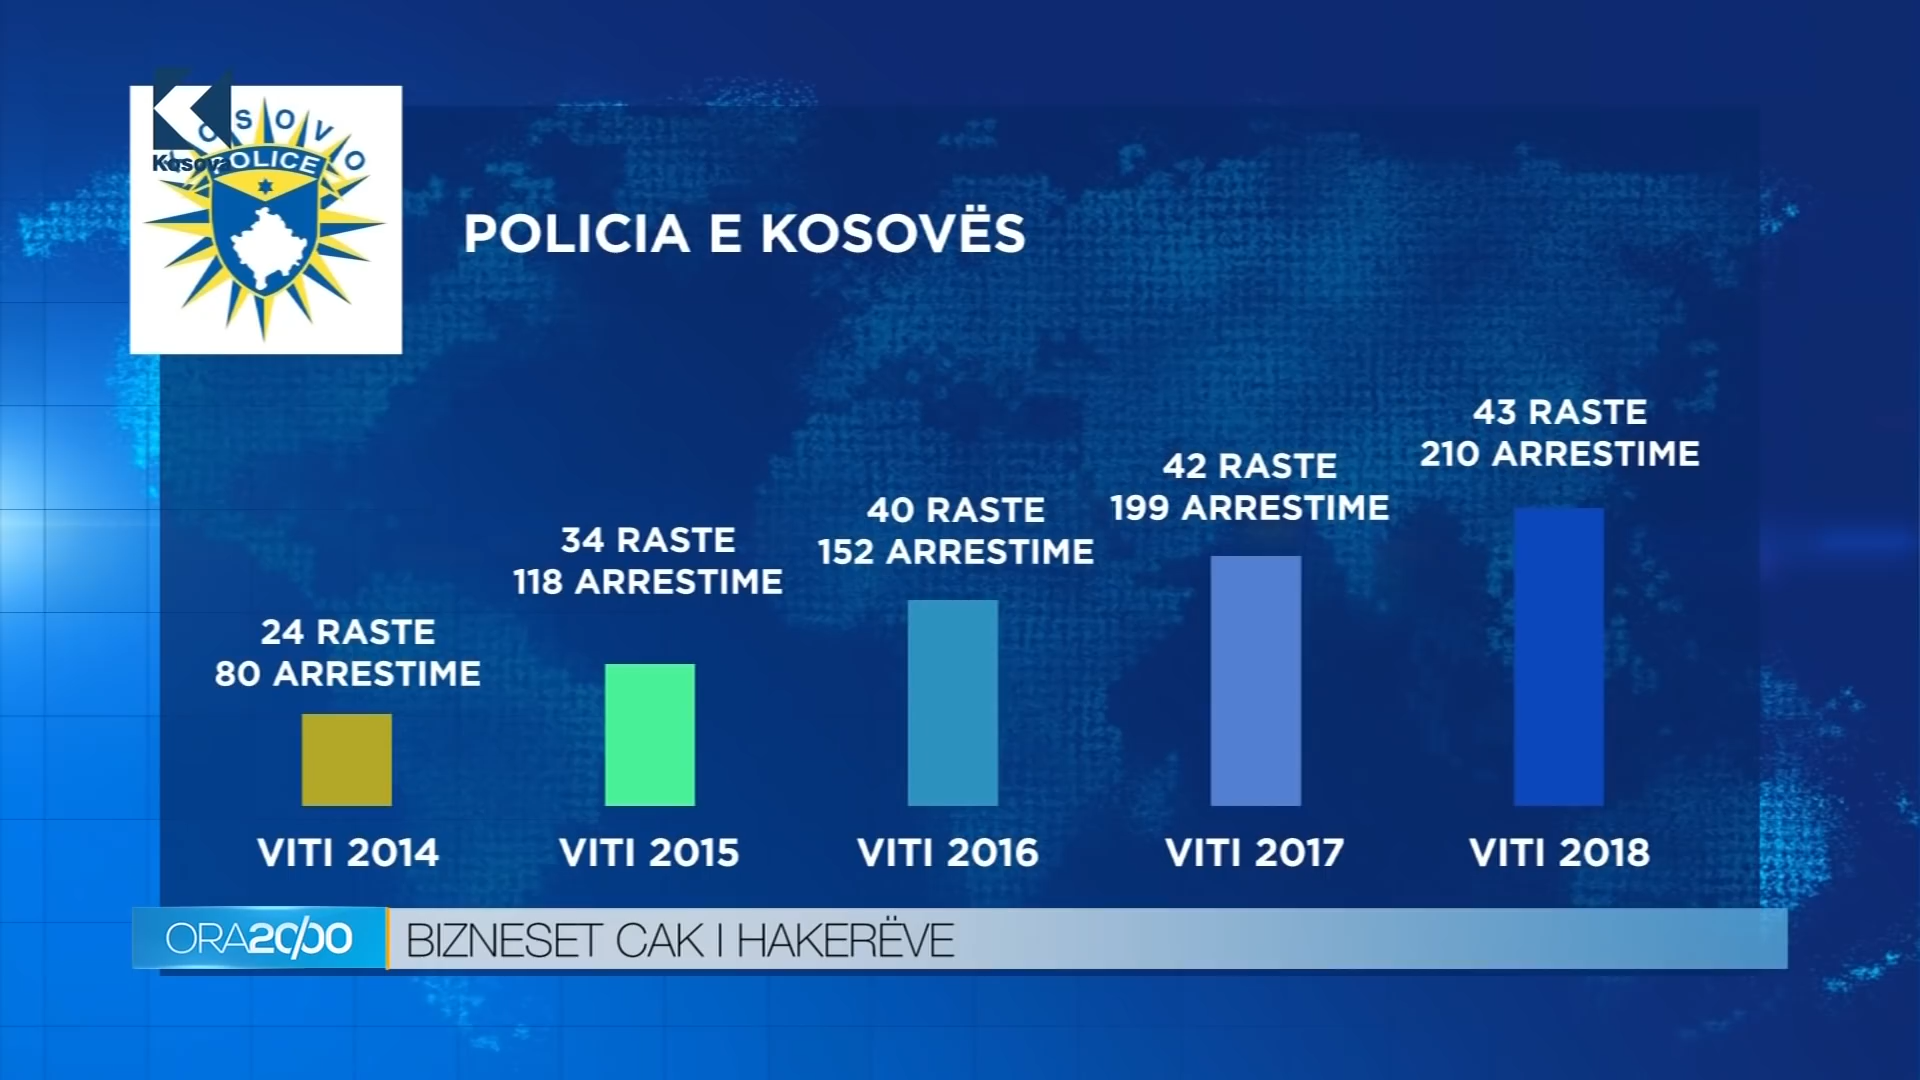 KOSOVO
POLICE
Kosova
POLICIA E KOSOVËS
24 RASTE
80 ARRESTIME
34 RASTE
118 ARRESTIME
40 RASTE
152 ARRESTIME
42 RASTE
199 ARRESTIME
43 RASTE
210 ARRESTIME
VITI 2014
VITI 2015
VITI 2016
VITI 2017
VITI 2018
ORA20/00
BIZNESET CAK I HAKERËVE